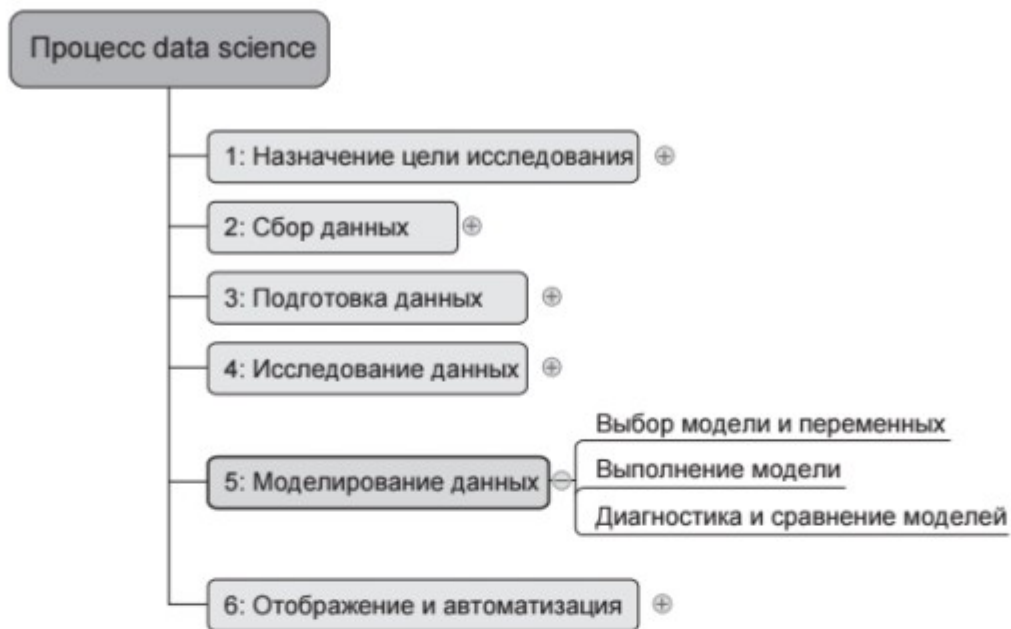 Процесс data science
1: Назначение цели исследования
2: Сбор данных
3: Подготовка данных
4: Исследование данных
Выбор модели и переменных
5: Моделирование данных
Выполнение модели
Диагностика и сравнение моделей
6: Отображение и автоматизация